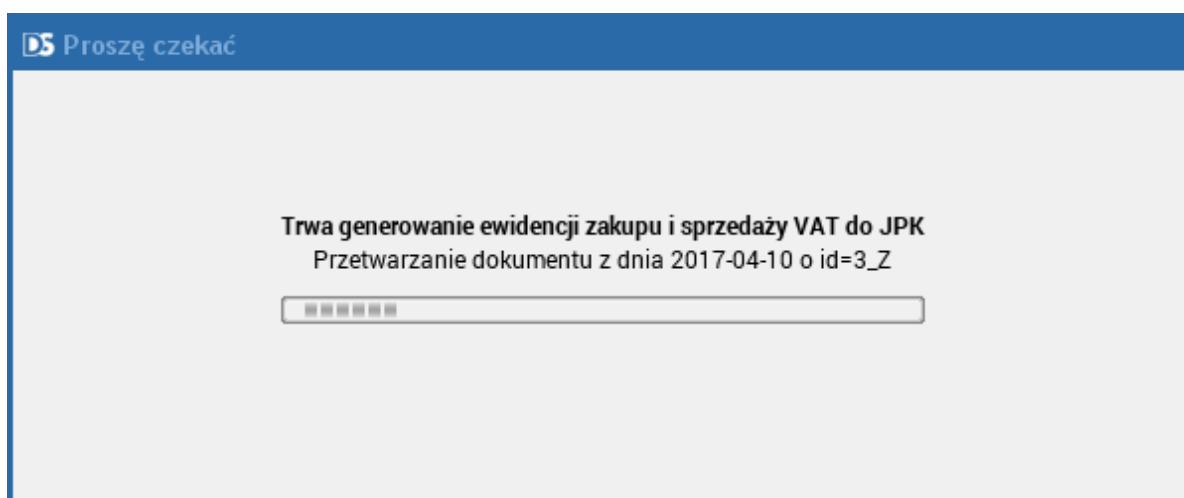 DS Proszę czekać
Trwa generowanie ewidencji zakupu i sprzedaży VAT do JPK
Przetwarzanie dokumentu z dnia 2017-04-10 o id=3_Z